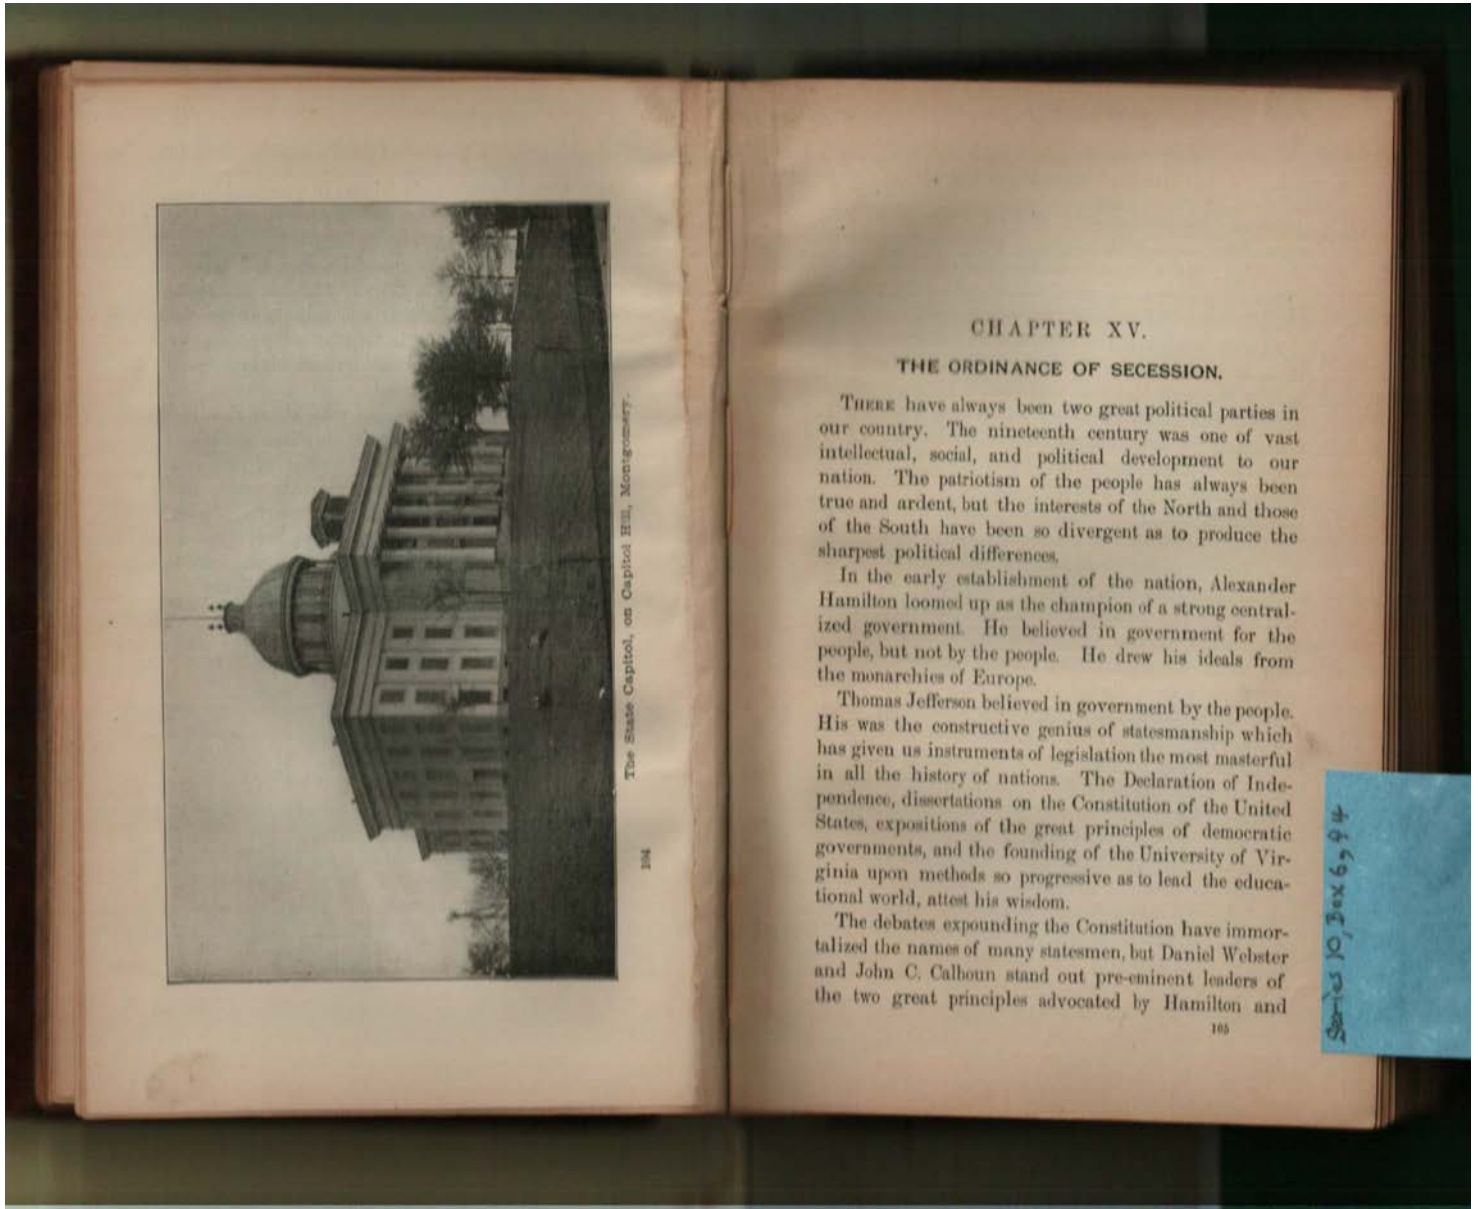 The State Capitol, on Capitol Hill, Montgomery.
104
CHAPTER XV.
THE ORDINANCE OF SECESSION.
THERE have always been two great political parties in
our country. The nineteenth century was one of vast
intellectual, social, and political development to our
nation. The patriotism of the people has always been
true and ardent, but the interests of the North and those
of the South have been so divergent as to produce the
sharpest political differences.
In the early establishment of the nation, Alexander
Hamilton loomed up as the champion of a strong central-
ized government. He believed in government for the
people, but not by the people. He drew his ideals from
the monarchies of Europe.
Thomas Jefferson believed in government by the people.
His was the constructive genius of statesmanship which
has given us instruments of legislation the most masterful
in all the history of nations. The Declaration of Inde-
pendence, dissertations on the Constitution of the United
States, expositions of the great principles of democratic
governments, and the founding of the University of Vir-
ginia upon methods so progressive as to lead the educa-
tional world, attest his wisdom.
The debates expounding the Constitution have immor-
talized the names of many statesmen, but Daniel Webster
and John C. Calhoun stand out pre-eminent leaders of
the two great principles advocated by Hamilton and
105
Series 10, Box 6, 94